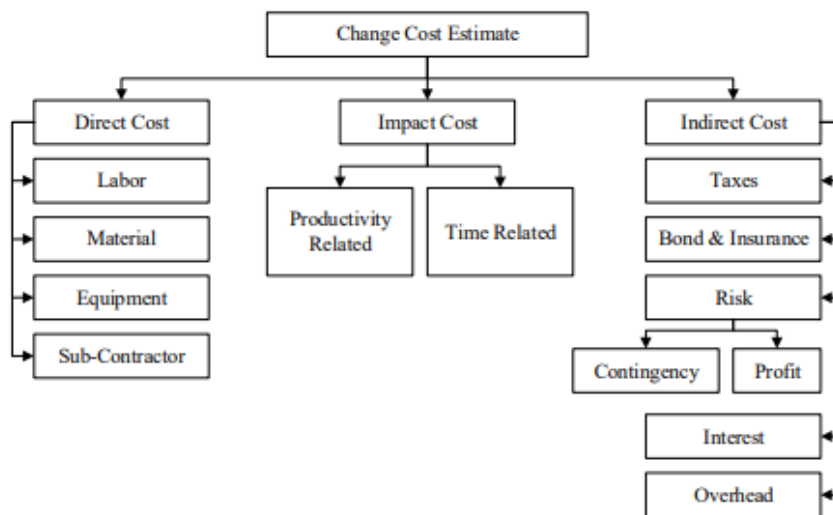 Change Cost Estimate
Direct Cost
Impact Cost
Indirect Cost
Labor
Material
Equipment
Sub-Contractor
Productivity
Related
Time Related
Taxes
Bond & Insurance
Risk
Contingency
Profit
Interest
Overhead